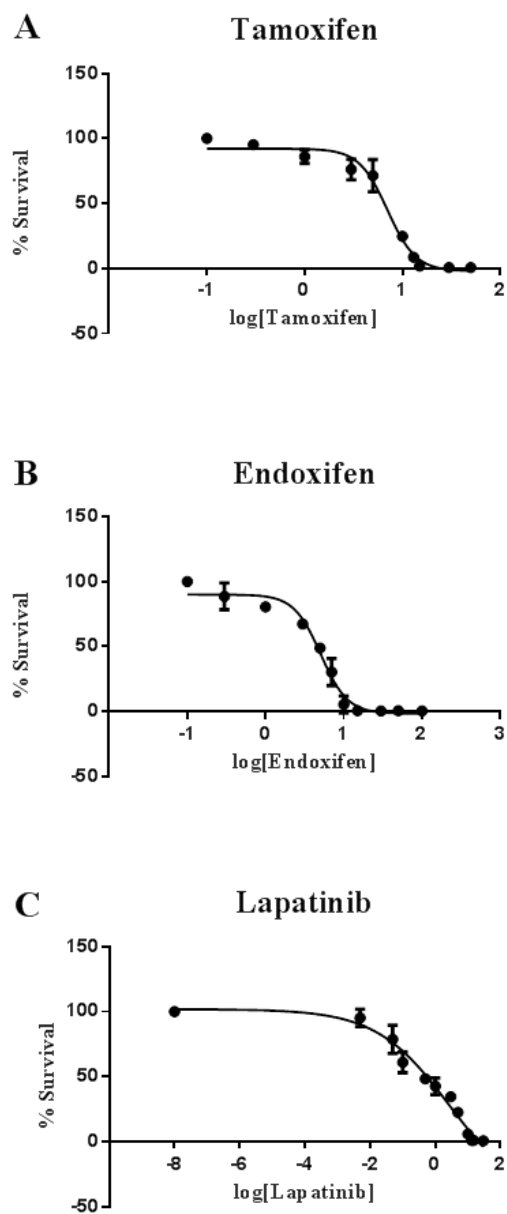 A Tamoxifen
150
100
50
0
-50
% Survival
-1 0 1 2
log[Tamoxifen]
B Endoxifen
150
100
50
0
-50
% Survival
-1 0 1 2 3
log[Endoxifen]
C Lapatinib
150
100
50
0
-50
% Survival
-8 -6 -4 -2 0 2
log[Lapatinib]